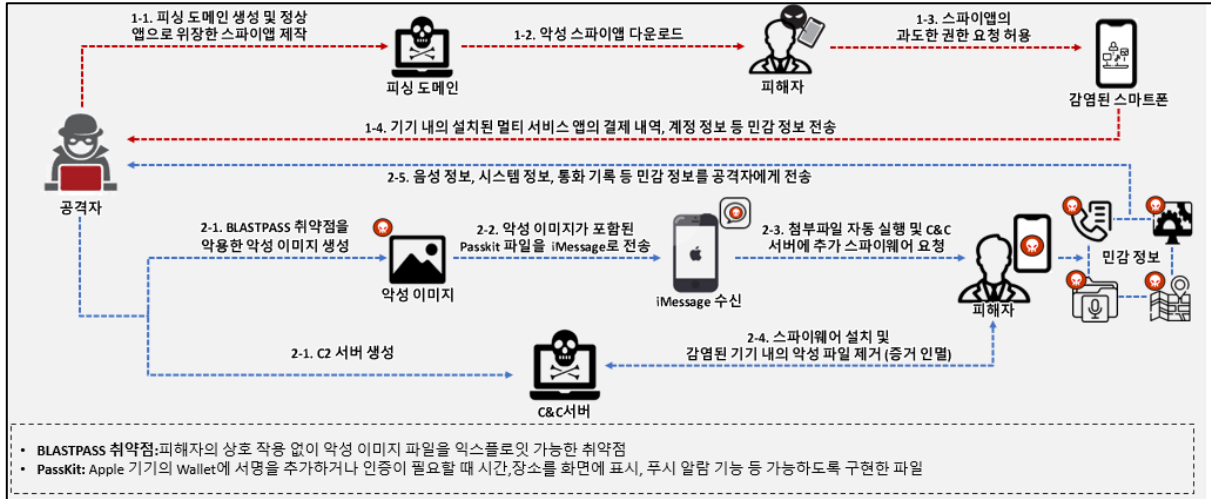 1-1. 피싱 도메인 생성 및 정상
앱으로 위장한 스파이앱 제작
1-2. 악성 스파이앱 다운로드
1-3. 스파이앱의
과도한 권한 요청 허용
피싱 도메인
피해자
감염된 스마트폰
1-4. 기기 내의 설치된 멀티 서비스 앱의 결제 내역, 계정 정보 등 민감 정보 전송
2-5. 음성 정보, 시스템 정보, 통화 기록 등 민감 정보를 공격자에게 전송
공격자
2-1. BLASTPASS 취약점을
악용한 악성 이미지 생성
2-2. 악성 이미지가 포함된
Passkit 파일을 iMessage로 전송
2-3. 첨부파일 자동 실행 및 C&C
서버에 추가 스파이웨어 요청
민감 정보
악성 이미지
iMessage 수신
피해자
2-1. C2 서버 생성
2-4. 스파이웨어 설치 및
감염된 기기 내의 악성 파일 제거 (증거 인멸)
C&C서버
• BLASTPASS 취약점:피해자의 상호 작용 없이 악성 이미지 파일을 익스플로잇 가능한 취약점
• PassKit: Apple 기기의 Wallet에 서명을 추가하거나 인증이 필요할 때 시간,장소를 화면에 표시, 푸시 알람 기능 등 가능하도록 구현한 파일